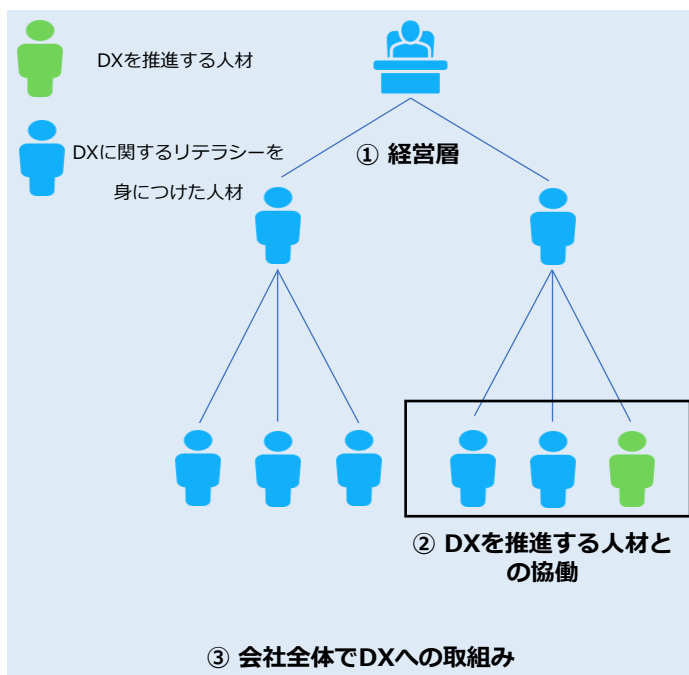 DXを推進する人材
DXに関するリテラシーを
身につけた人材
① 経営層
② DXを推進する人材と
の協働
③ 会社全体でDXへの取組み